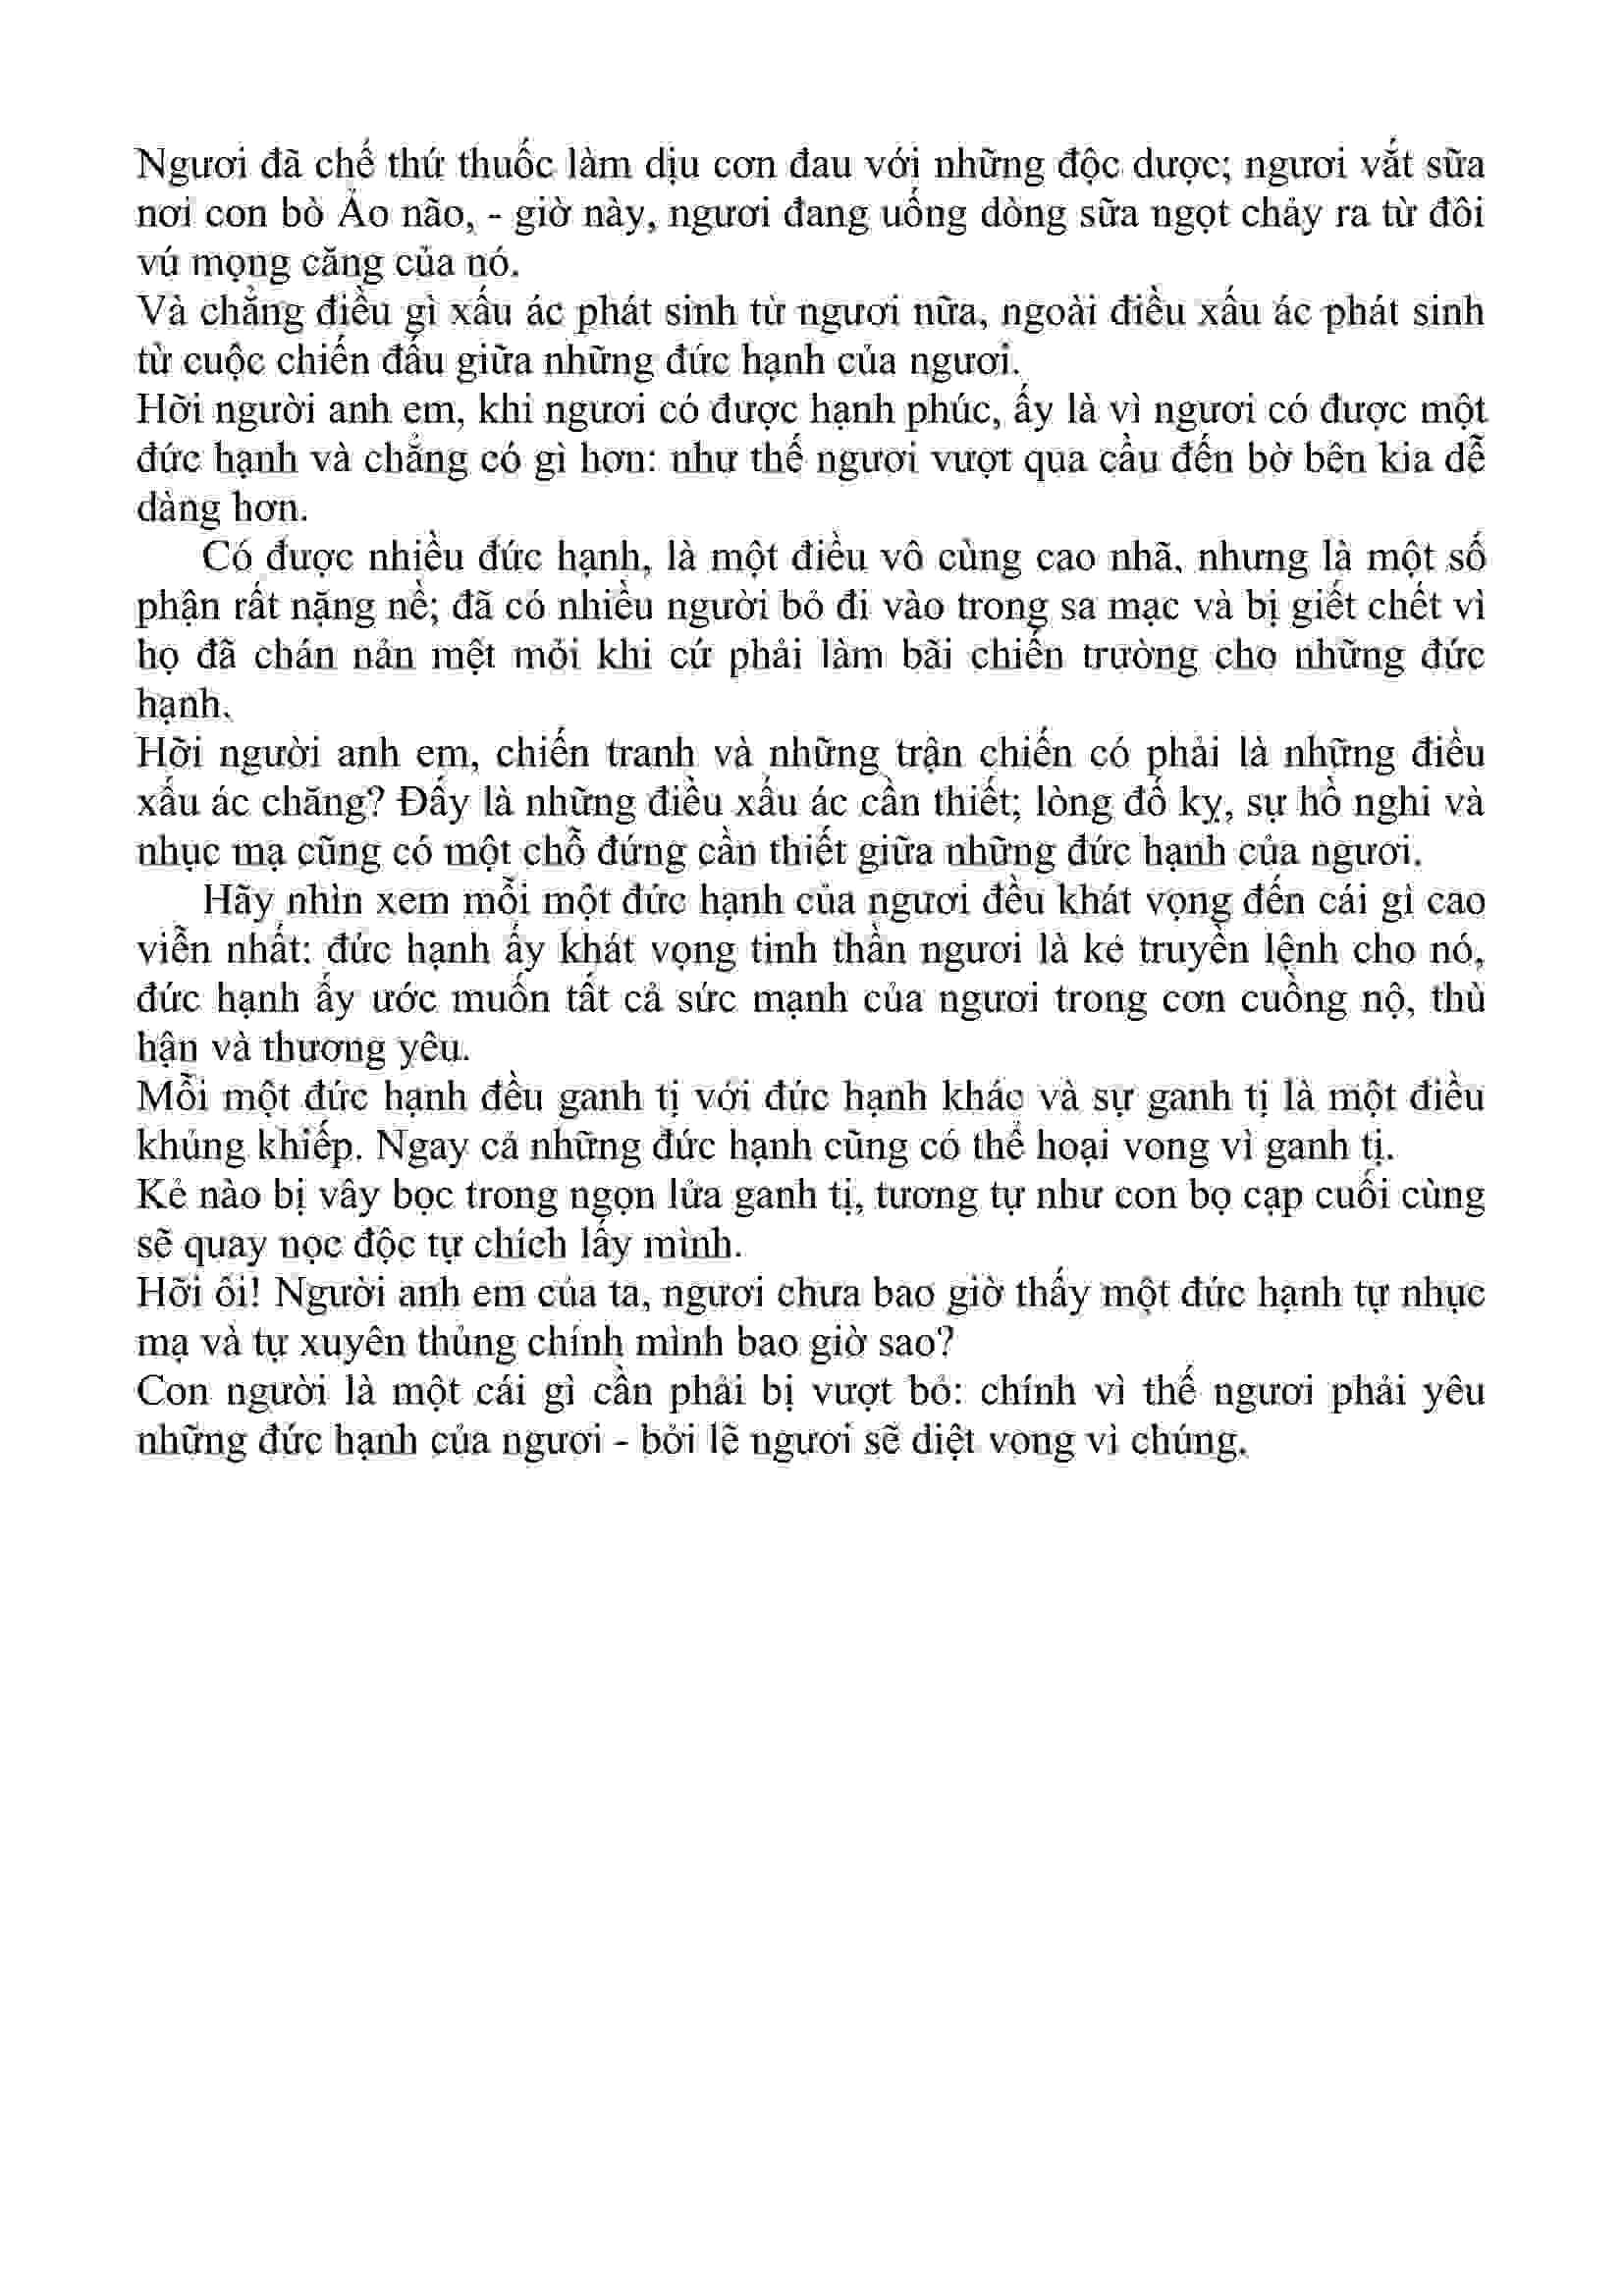 Ngươi đã chế thứ thuốc làm dịu cơn đau với những độc dược; ngươi vắt sữa
nơi con bò Ảo não, - giờ này, ngươi đang uống dòng sữa ngọt chảy ra từ đôi
vú mọng căng của nó.
Và chẳng điều gì xấu ác phát sinh từ ngươi nữa, ngoài điều xấu ác phát sinh
từ cuộc chiến đấu giữa những đức hạnh của ngươi.
Hỡi người anh em, khi ngươi có được hạnh phúc, ấy là vì ngươi có được một
đức hạnh và chẳng có gì hơn: như thế ngươi vượt qua cầu đến bờ bên kia dễ
dàng hơn.
Có được nhiều đức hạnh, là một điều vô cùng cao nhã, nhưng là một số
phận rất nặng nề; đã có nhiều người bỏ đi vào trong sa mạc và bị giết chết vì
họ đã chán nản mệt mỏi khi cứ phải làm bãi chiến trường cho những đức
hạnh.
Hỡi người anh em, chiến tranh và những trận chiến có phải là những điều
xấu ác chăng? Đấy là những điều xấu ác cần thiết; lòng đố kỵ, sự hồ nghi và
nhục mạ cũng có một chỗ đứng cần thiết giữa những đức hạnh của ngươi.
Hãy nhìn xem mỗi một đức hạnh của ngươi đều khát vọng đến cái gì cao
viễn nhất: đức hạnh ấy khát vọng tinh thần ngươi là kẻ truyền lệnh cho nó,
đức hạnh ấy ước muốn tất cả sức mạnh của ngươi trong cơn cuồng nộ, thù
hận và thương yêu.
Mỗi một đức hạnh đều ganh tị với đức hạnh khác và sự ganh tị là một điều
khủng khiếp. Ngay cả những đức hạnh cũng có thể hoại vong vì ganh tị.
Kẻ nào bị vây bọc trong ngọn lửa ganh tị, tương tự như con bọ cạp cuối cùng
sẽ quay nọc độc tự chích lấy mình.
Hỡi ôi! Người anh em của ta, ngươi chưa bao giờ thấy một đức hạnh tự nhục
mạ và tự xuyên thủng chính mình bao giờ sao?
Con người là một cái gì cần phải bị vượt bỏ: chính vì thế ngươi phải yêu
những đức hạnh của ngươi - bởi lẽ ngươi sẽ diệt vong vì chúng.